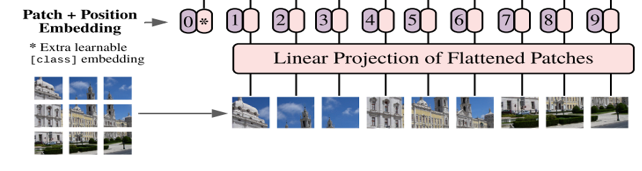 Patch + Position
Embedding
* Extra learnable
[class] embedding
0 * 1 2 3 4 5 6 7 8 9
Linear Projection of Flattened Patches